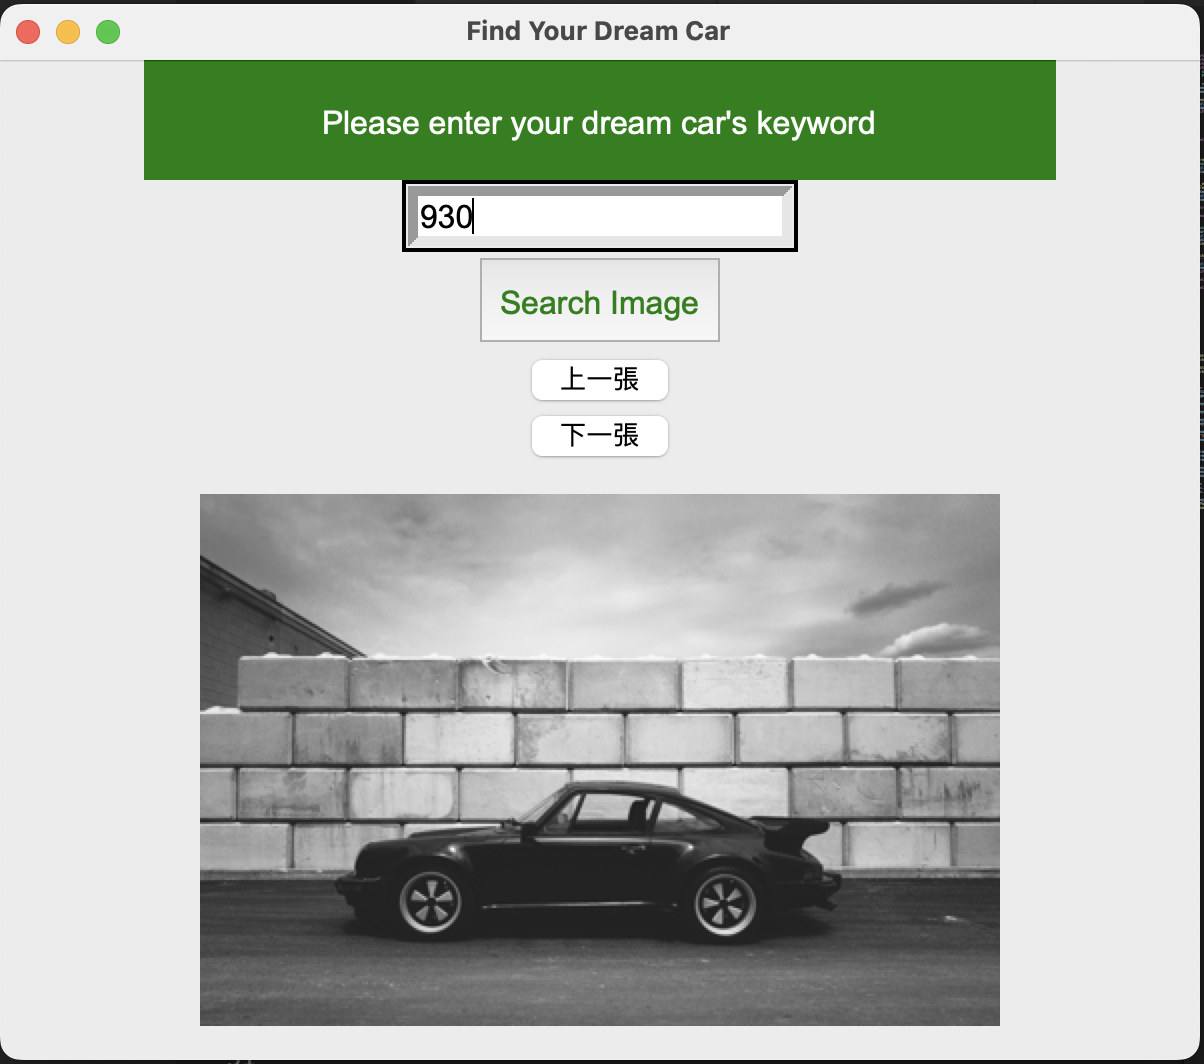 Find Your Dream Car
Please enter your dream car's keyword
930
Search Image
上一張
下一張